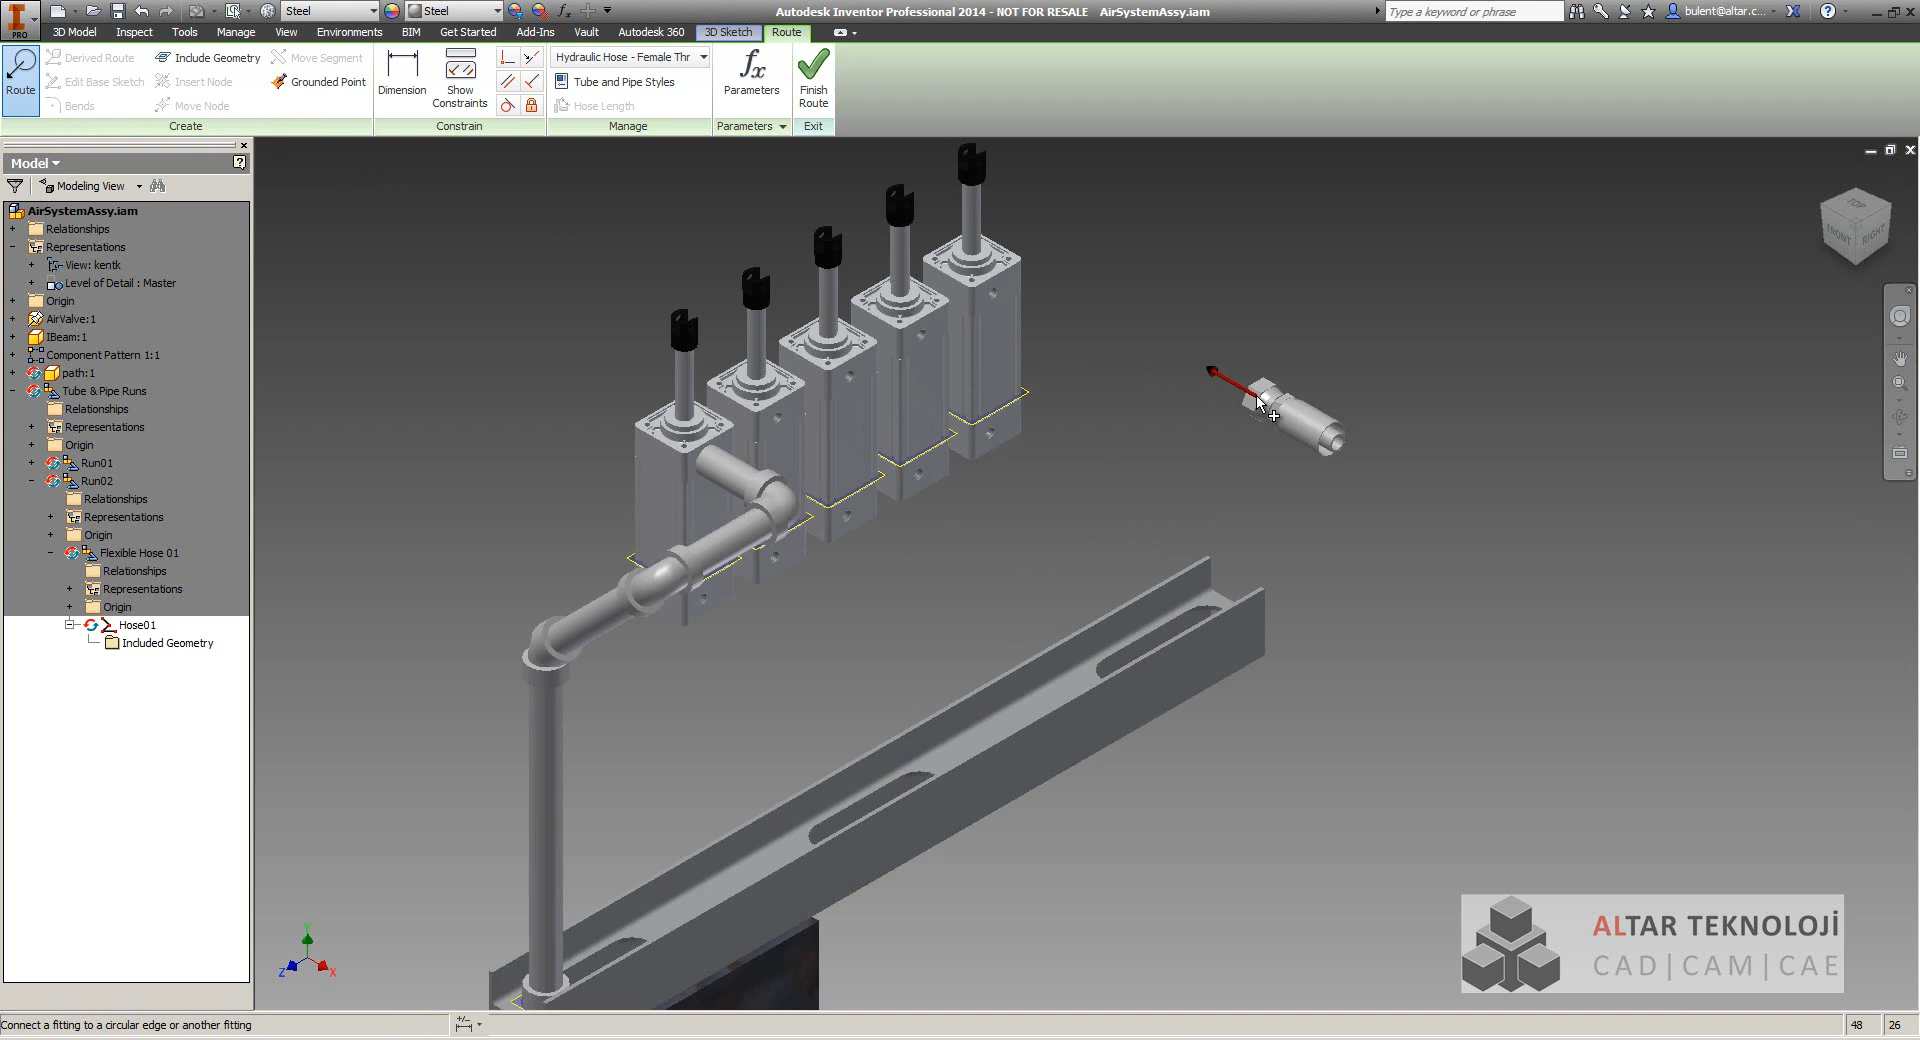 PRO
Steel
Steel
Autodesk Inventor Professional 2014 - NOT FOR RESALE AirSystemAssy.iam
Type a keyword or phrase
bulent@altar.c...
3D Model
Inspect
Tools
Manage
View
Environments
BIM
Get Started
Add-Ins
Vault
Autodesk 360
3D Sketch
Route
Route
Derived Route
Edit Base Sketch
Bends
Include Geometry
Insert Node
Move Node
Move Segment
Grounded Point
Create
Dimension
Show
Constraints
Constrain
Hydraulic Hose - Female Thr
Tube and Pipe Styles
Hose Length
Manage
fx
Parameters
Parameters
Finish
Route
Exit
Model
Modeling View
AirSystemAssy.iam
Relationships
Representations
View: kentk
Level of Detail : Master
Origin
AirValve:1
IBeam:1
Component Pattern 1:1
path:1
Tube & Pipe Runs
Relationships
Representations
Origin
Run01
Run02
Relationships
Representations
Origin
Flexible Hose 01
Relationships
Representations
Origin
Hose01
Included Geometry
TOP
FRONT
RIGHT
Y
Z
X
ALTAR TEKNOLOJİ
CAD|CAM|CAE
Connect a fitting to a circular edge or another fitting
48
26